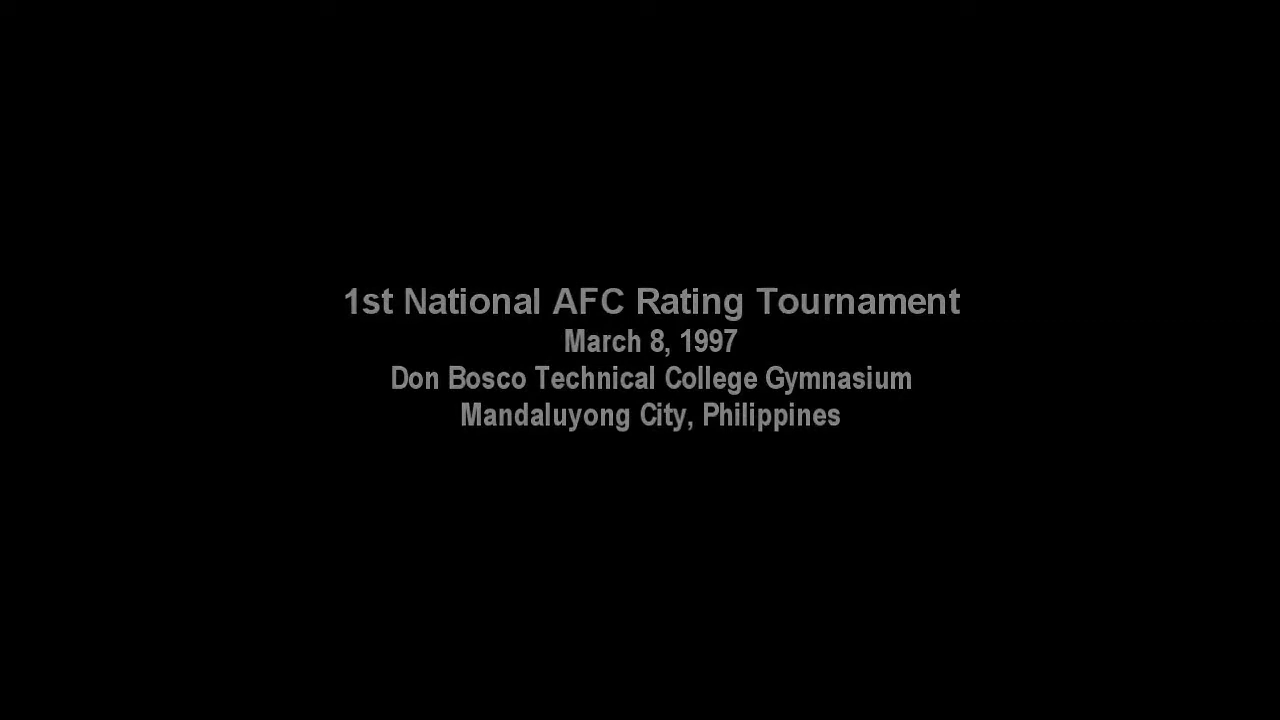 1st National AFC Rating Tournament
March 8, 1997
Don Bosco Technical College Gymnasium
Mandaluyong City, Philippines